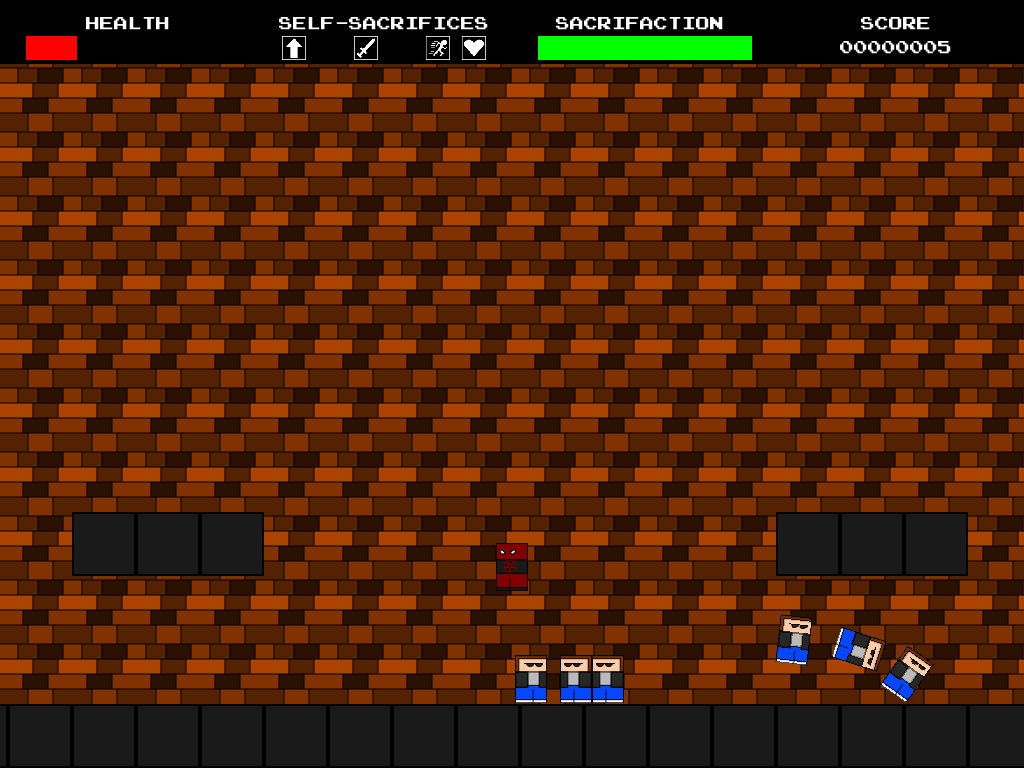 HEALTH
SELF-SACRIFICES
SACRIFACTION
SCORE
00000005